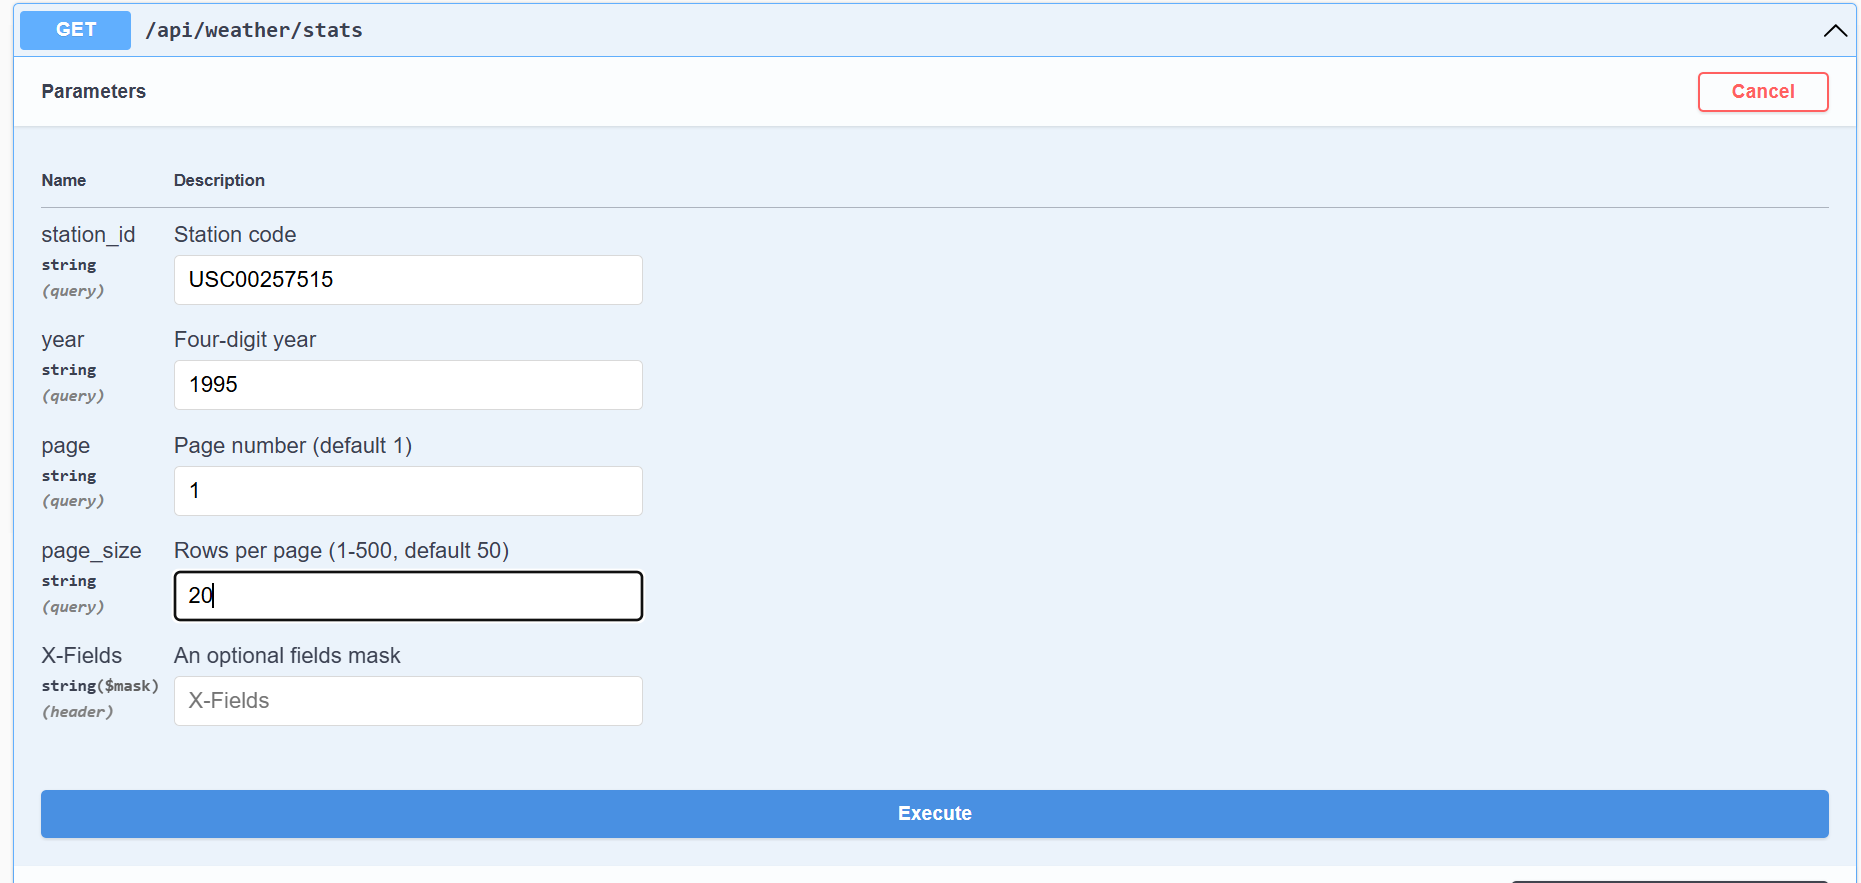 GET /api/weather/stats
Parameters
Cancel
Name Description
station_id Station code
string
(query)
USC00257515
year Four-digit year
string
(query)
1995
page Page number (default 1)
string
(query)
1
page_size Rows per page (1-500, default 50)
string
(query)
20
X-Fields An optional fields mask
string($mask)
(header)
X-Fields
Execute